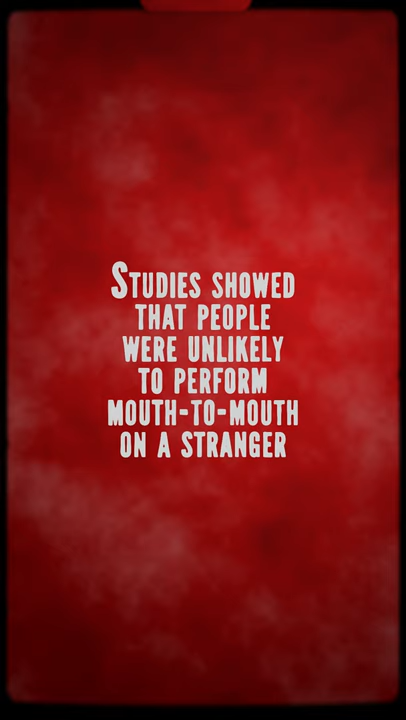 Studies showed
that people
were unlikely
to perform
mouth-to-mouth
on a stranger